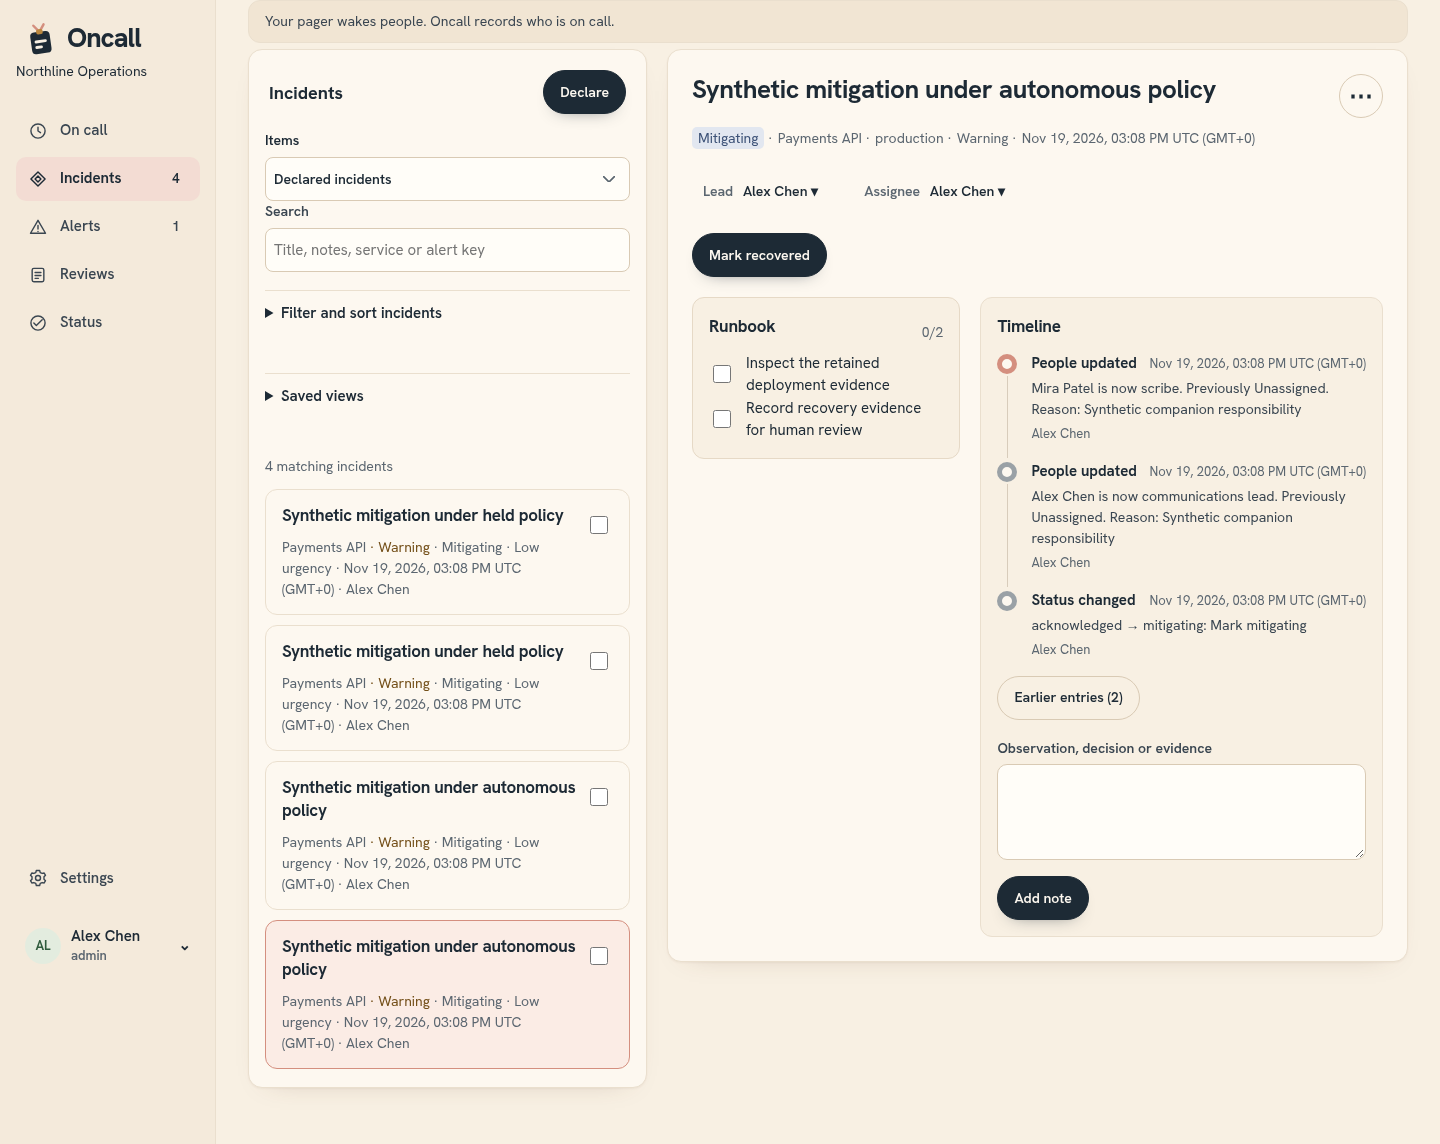 Oncall
Northline Operations
On call
Incidents 4
Alerts 1
Reviews
Status
Settings
AL
Alex Chen
admin
Your pager wakes people. Oncall records who is on call.
Incidents
Declare
Items
Declared incidents
Search
Title, notes, service or alert key
Filter and sort incidents
Saved views
4 matching incidents
Synthetic mitigation under held policy
Payments API · Warning · Mitigating · Low
urgency · Nov 19, 2026, 03:08 PM UTC
(GMT+0) · Alex Chen
Synthetic mitigation under held policy
Payments API · Warning · Mitigating · Low
urgency · Nov 19, 2026, 03:08 PM UTC
(GMT+0) · Alex Chen
Synthetic mitigation under autonomous
policy
Payments API · Warning · Mitigating · Low
urgency · Nov 19, 2026, 03:08 PM UTC
(GMT+0) · Alex Chen
Synthetic mitigation under autonomous
policy
Payments API · Warning · Mitigating · Low
urgency · Nov 19, 2026, 03:08 PM UTC
(GMT+0) · Alex Chen
Synthetic mitigation under autonomous policy
Mitigating · Payments API · production · Warning · Nov 19, 2026, 03:08 PM UTC (GMT+0)
Lead Alex Chen ▾ Assignee Alex Chen ▾
Mark recovered
Runbook 0/2
Inspect the retained
deployment evidence
Record recovery evidence
for human review
Timeline
People updated Nov 19, 2026, 03:08 PM UTC (GMT+0)
Mira Patel is now scribe. Previously Unassigned.
Reason: Synthetic companion responsibility
Alex Chen
People updated Nov 19, 2026, 03:08 PM UTC (GMT+0)
Alex Chen is now communications lead. Previously
Unassigned. Reason: Synthetic companion
responsibility
Alex Chen
Status changed Nov 19, 2026, 03:08 PM UTC (GMT+0)
acknowledged → mitigating: Mark mitigating
Alex Chen
Earlier entries (2)
Observation, decision or evidence
Add note